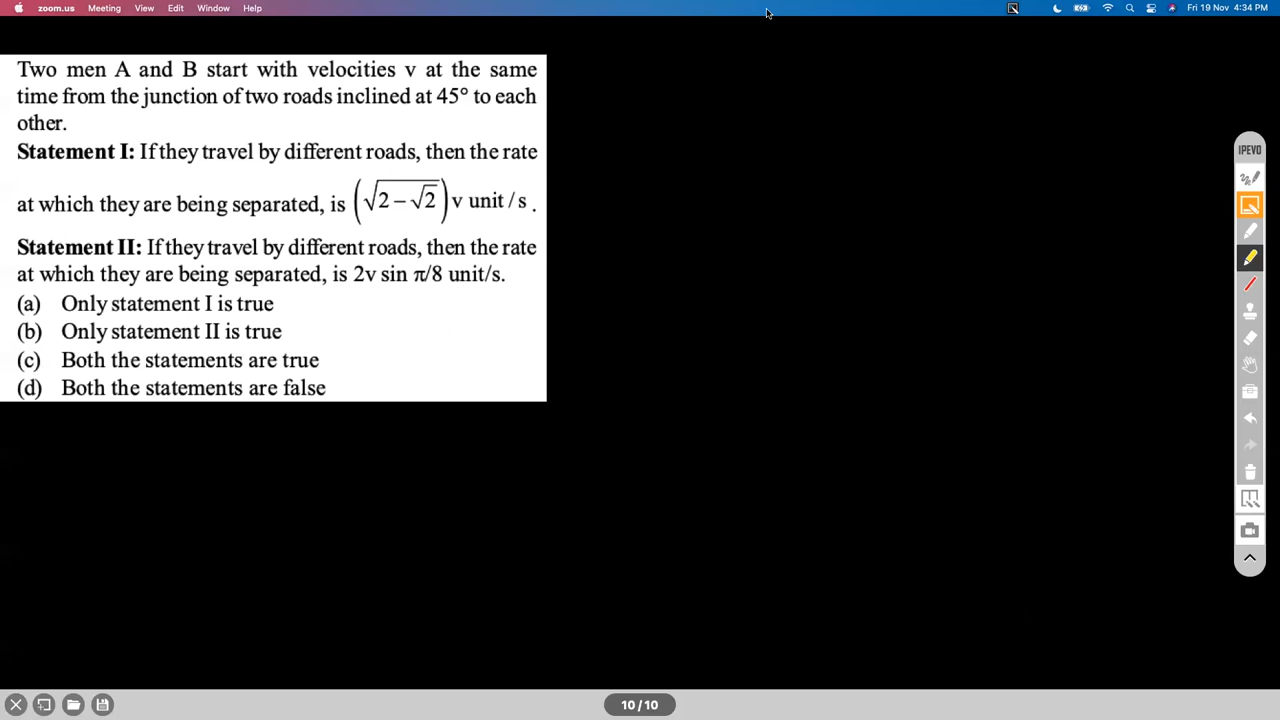 zoom.us Meeting View Edit Window Help Fri 19 Nov 4:34 PM
Two men A and B start with velocities v at the same
time from the junction of two roads inclined at 45° to each
other.
Statement I: If they travel by different roads, then the rate
at which they are being separated, is (√(2 – √2)) v unit / s .
Statement II: If they travel by different roads, then the rate
at which they are being separated, is 2v sin π/8 unit/s.
(a) Only statement I is true
(b) Only statement II is true
(c) Both the statements are true
(d) Both the statements are false
IPEVO
10 / 10